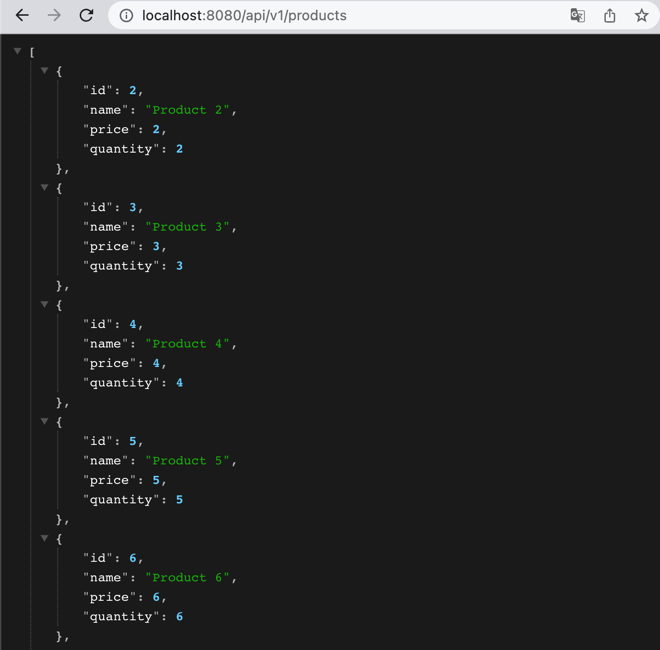 localhost:8080/api/v1/products
[
{
"id": 2,
"name": "Product 2",
"price": 2,
"quantity": 2
},
{
"id": 3,
"name": "Product 3",
"price": 3,
"quantity": 3
},
{
"id": 4,
"name": "Product 4",
"price": 4,
"quantity": 4
},
{
"id": 5,
"name": "Product 5",
"price": 5,
"quantity": 5
},
{
"id": 6,
"name": "Product 6",
"price": 6,
"quantity": 6
},